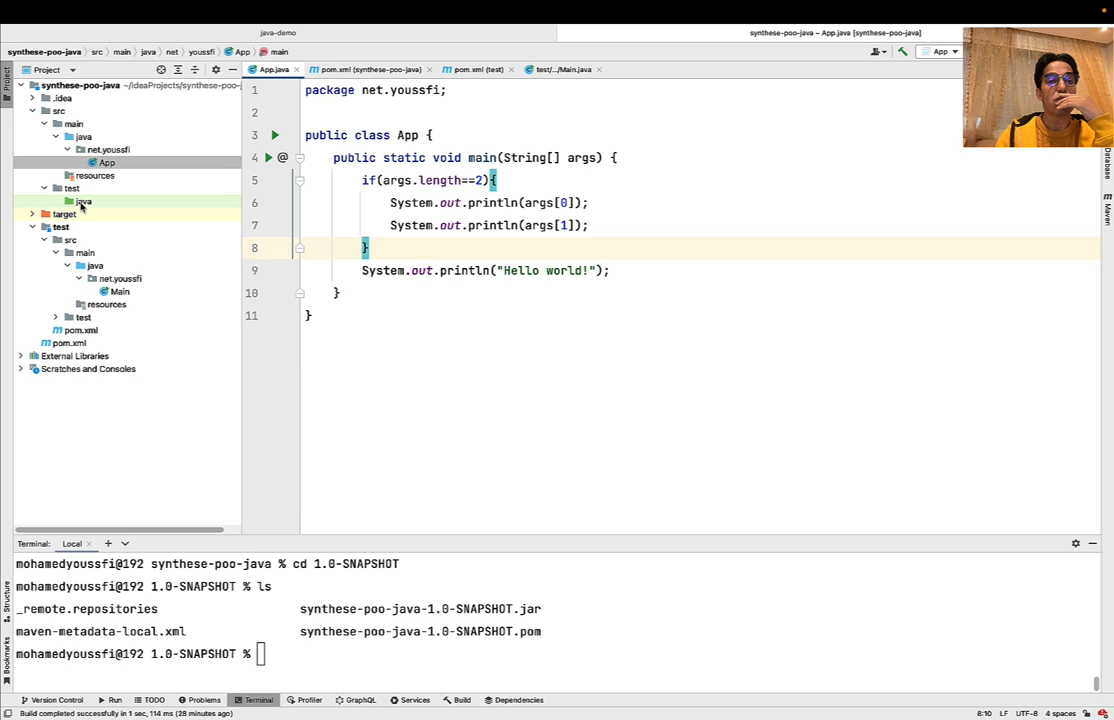 java-demo
synthese-poo-java – App.java [synthese-poo-java]
synthese-poo-java > src > main > java > net > youssfi > App > main
App
Project
App.java
pom.xml (synthese-poo-java)
pom.xml (test)
test/.../Main.java
synthese-poo-java ~/IdeaProjects/synthese-poo-j
.idea
src
main
java
net.youssfi
App
resources
test
java
target
test
src
main
java
net.youssfi
Main
resources
test
pom.xml
pom.xml
External Libraries
Scratches and Consoles
1 package net.youssfi;
2
3 public class App {
4 @ public static void main(String[] args) {
5 if(args.length==2){
6 System.out.println(args[0]);
7 System.out.println(args[1]);
8 }
9 System.out.println("Hello world!");
10 }
11 }
Project
Structure
Bookmarks
Database
Maven
Terminal: Local
mohamedyoussfi@192 synthese-poo-java % cd 1.0-SNAPSHOT
mohamedyoussfi@192 1.0-SNAPSHOT % ls
_remote.repositories synthese-poo-java-1.0-SNAPSHOT.jar
maven-metadata-local.xml synthese-poo-java-1.0-SNAPSHOT.pom
mohamedyoussfi@192 1.0-SNAPSHOT %
Version Control Run TODO Problems Terminal Profiler GraphQL Services Build Dependencies
Build completed successfully in 1 sec, 114 ms (28 minutes ago) 8:10 LF UTF-8 4 spaces